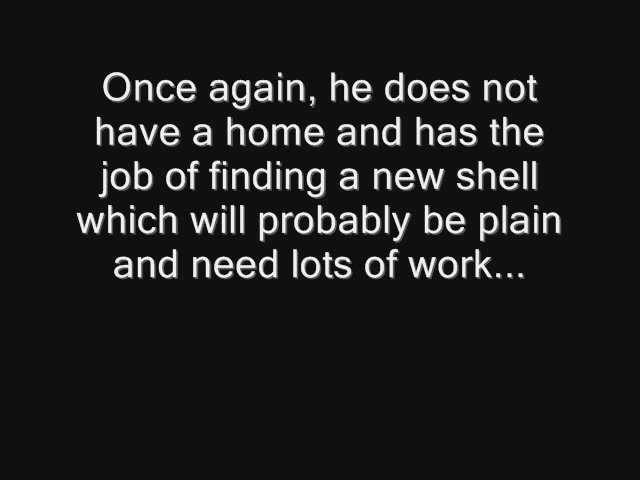 Once again, he does not
have a home and has the
job of finding a new shell
which will probably be plain
and need lots of work...